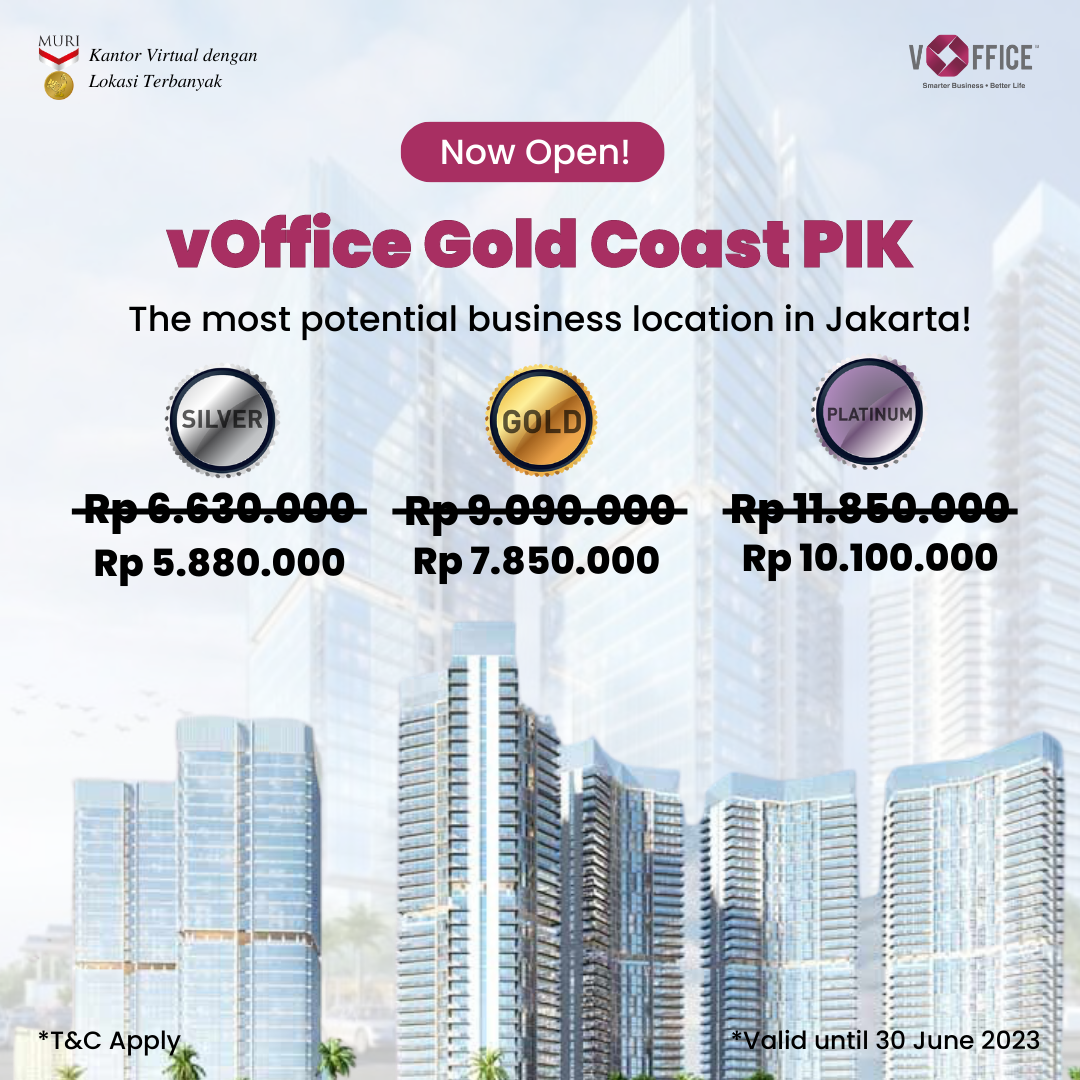 MURI
Kantor Virtual dengan
Lokasi Terbanyak
VOFFICE™
Smarter Business • Better Life
Now Open!
vOffice Gold Coast PIK
The most potential business location in Jakarta!
SILVER
GOLD
PLATINUM
Rp 6.630.000
Rp 9.090.000
Rp 11.850.000
Rp 5.880.000
Rp 7.850.000
Rp 10.100.000
*T&C Apply
*Valid until 30 June 2023